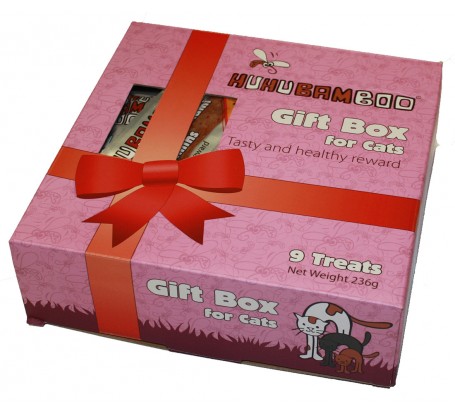 HUHUBAMBOO
Gift Box
for Cats
Tasty and healthy reward
9 Treats
Net Weight 236g
Gift Box
for Cats